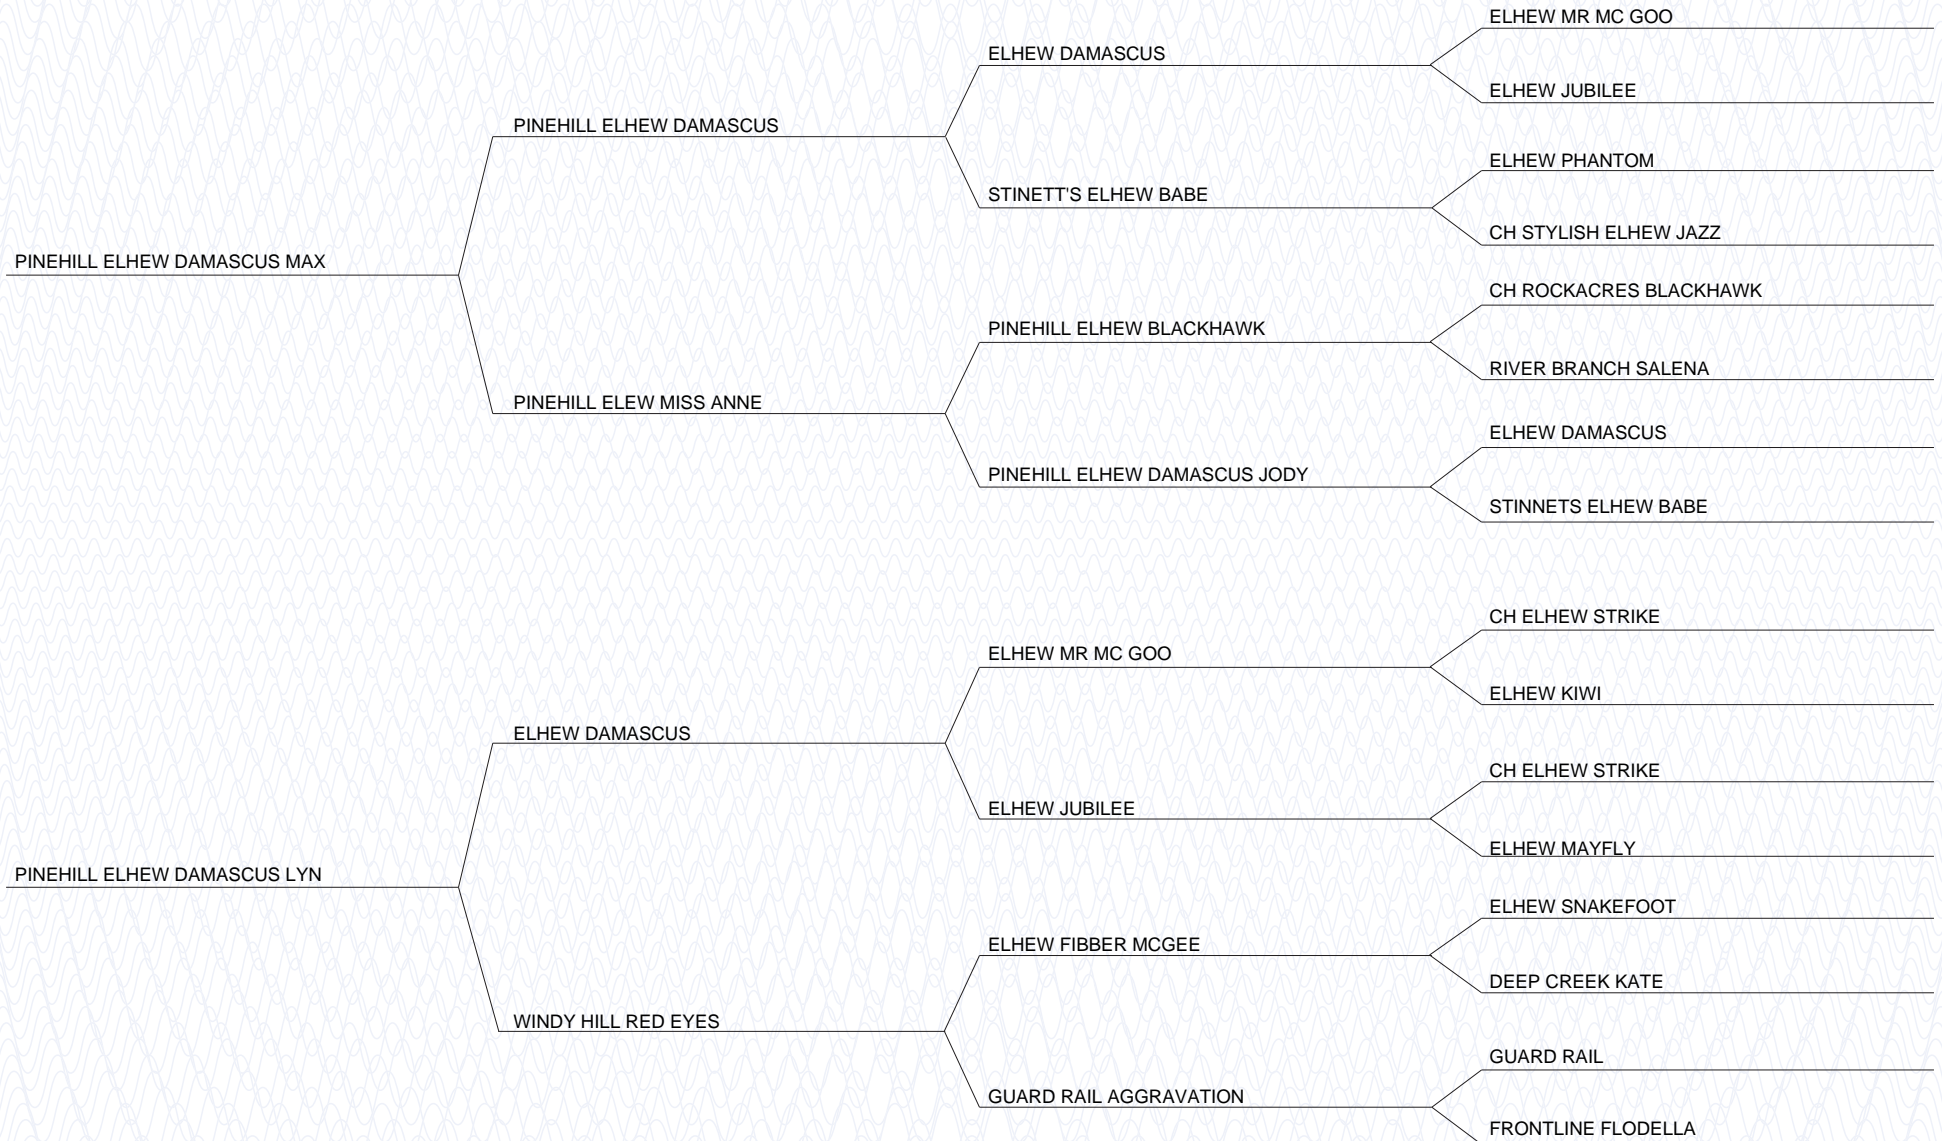 ELHEW MR MC GOO
ELHEW DAMASCUS
ELHEW JUBILEE
PINEHILL ELHEW DAMASCUS
ELHEW PHANTOM
STINETT'S ELHEW BABE
CH STYLISH ELHEW JAZZ
PINEHILL ELHEW DAMASCUS MAX
CH ROCKACRES BLACKHAWK
PINEHILL ELHEW BLACKHAWK
RIVER BRANCH SALENA
PINEHILL ELEW MISS ANNE
ELHEW DAMASCUS
PINEHILL ELHEW DAMASCUS JODY
STINNETS ELHEW BABE
CH ELHEW STRIKE
ELHEW MR MC GOO
ELHEW KIWI
ELHEW DAMASCUS
CH ELHEW STRIKE
ELHEW JUBILEE
ELHEW MAYFLY
PINEHILL ELHEW DAMASCUS LYN
ELHEW SNAKEFOOT
ELHEW FIBBER MCGEE
DEEP CREEK KATE
WINDY HILL RED EYES
GUARD RAIL
GUARD RAIL AGGRAVATION
FRONTLINE FLODELLA